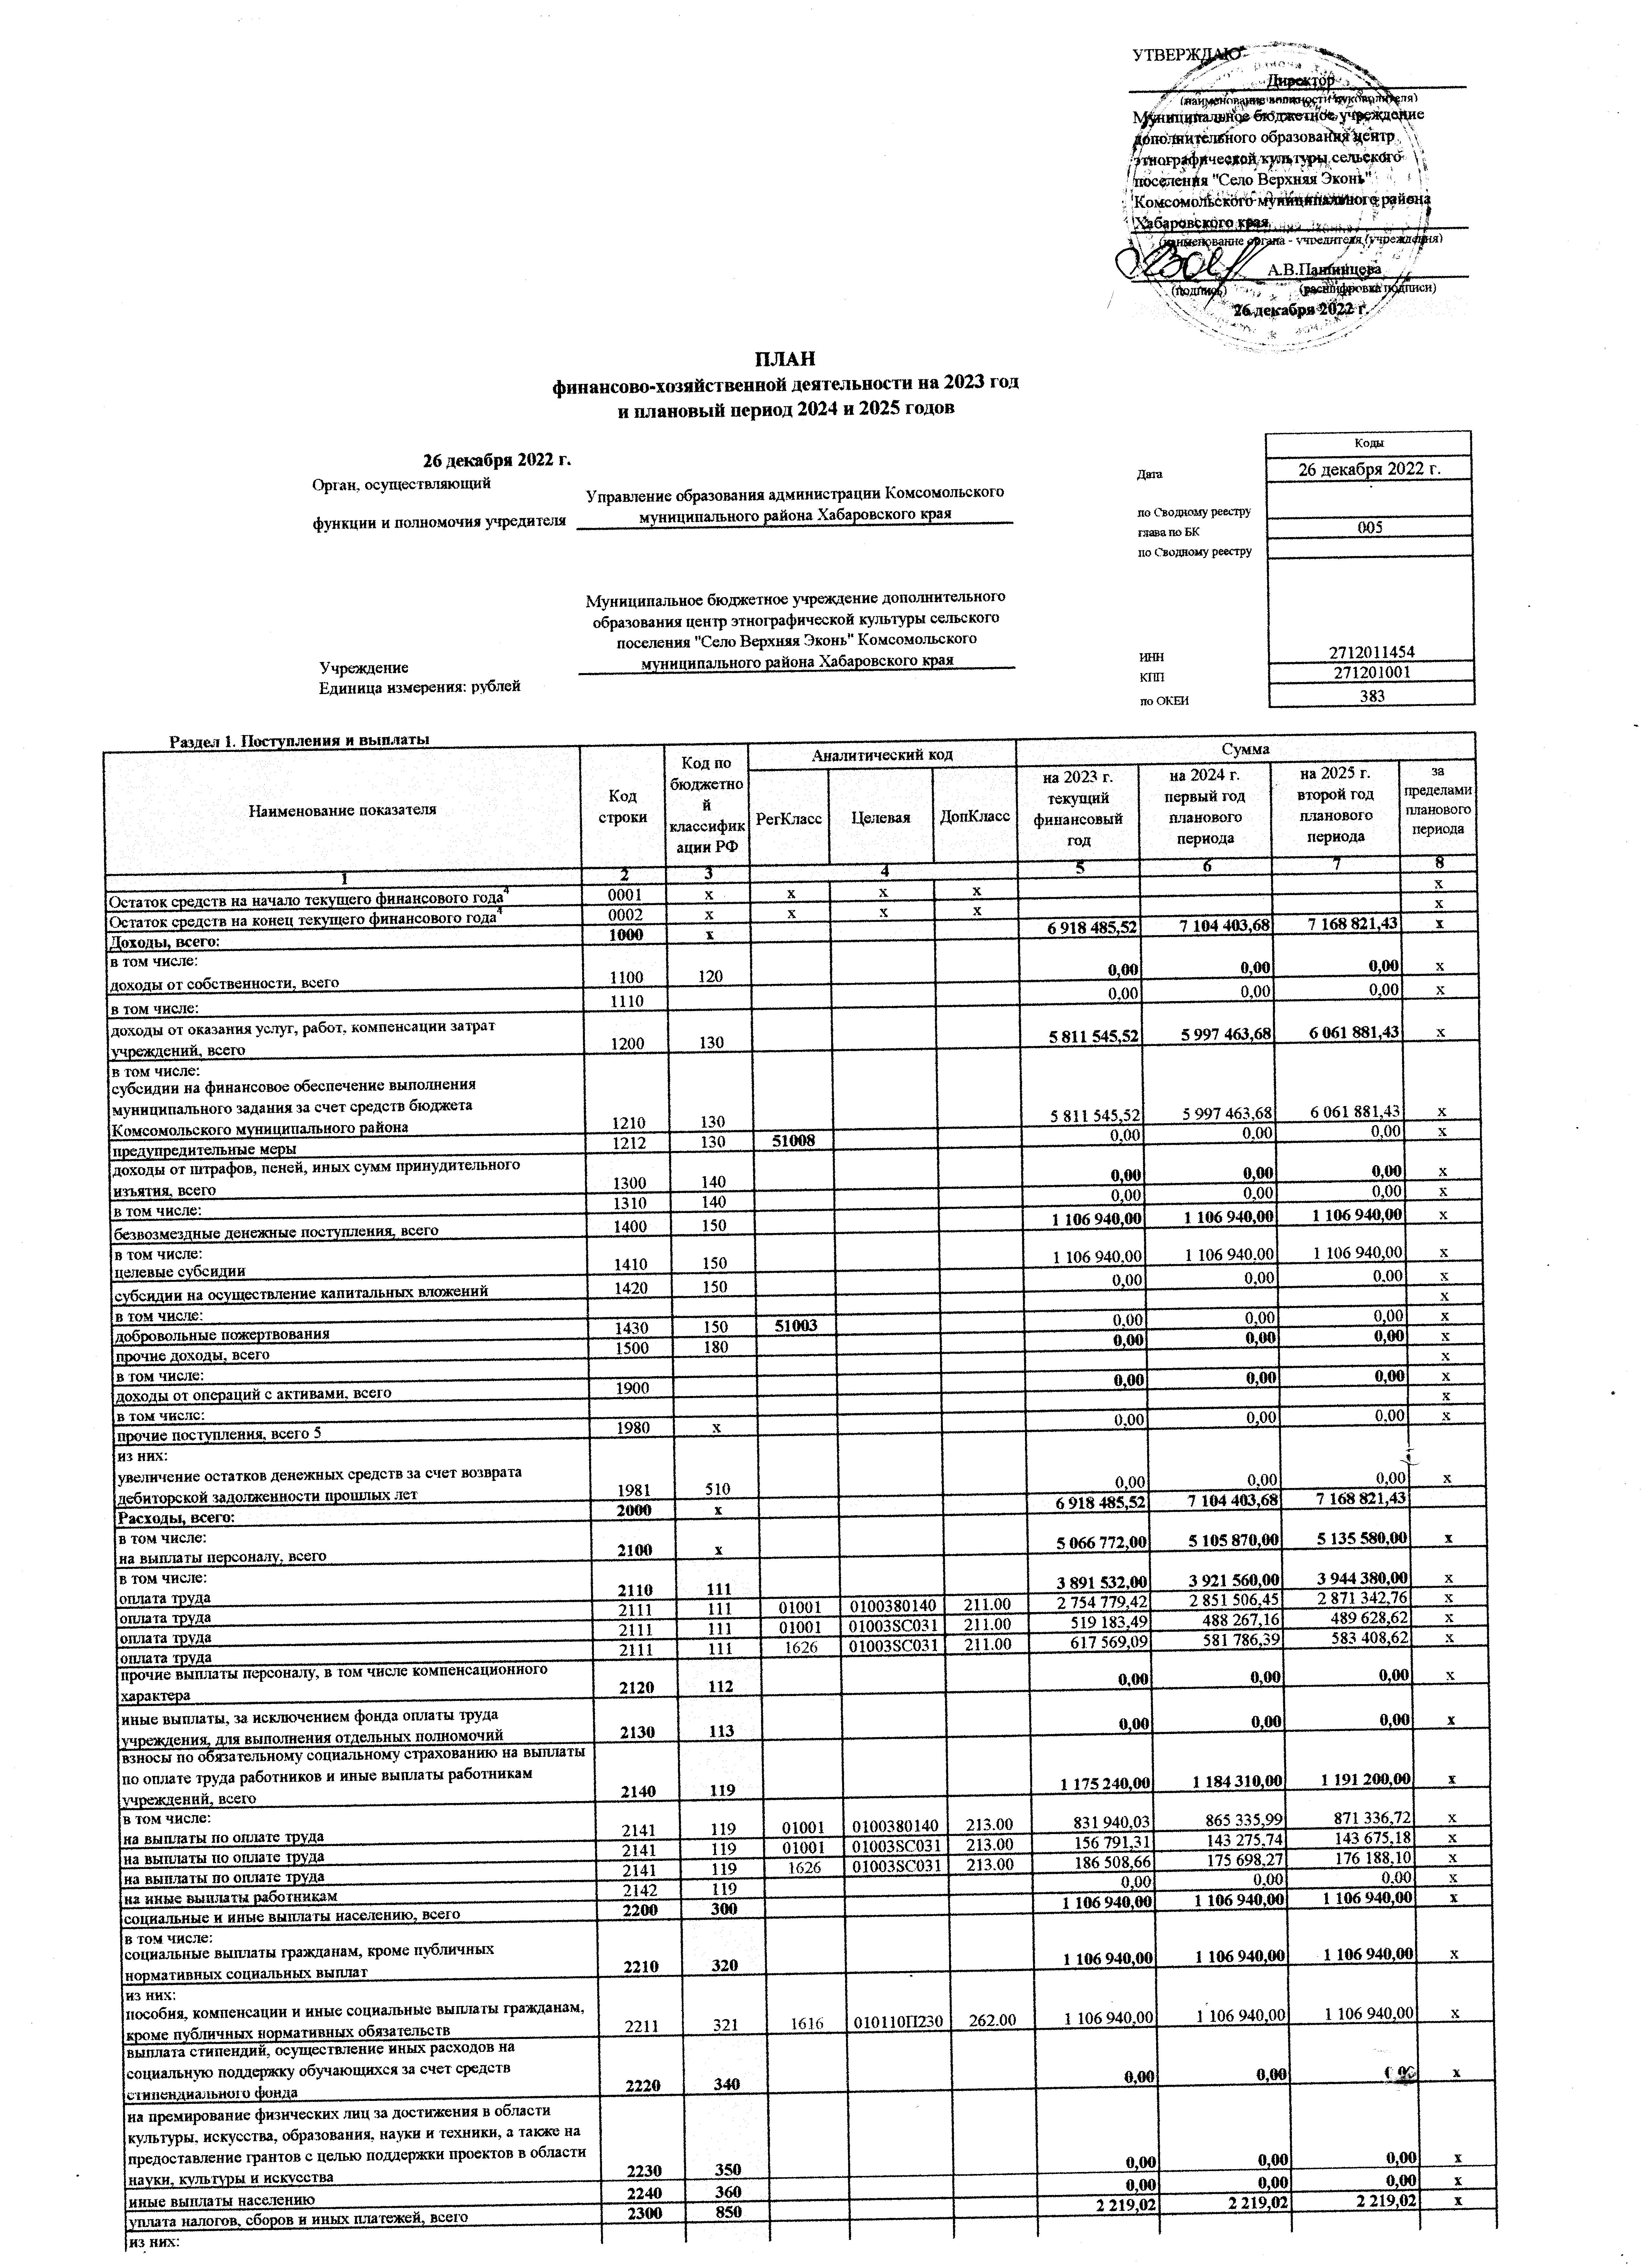 УТВЕРЖДАЮ
Директор
(наименование должности руководителя)
Муниципальное бюджетное учреждение
дополнительного образования центр
этнографической культуры сельского
поселения "Село Верхняя Эконь"
Комсомольского муниципального района
Хабаровского края
(наименование органа - учредителя (учреждения)
А.В.Паншнцева
(подпись) (расшифровка подписи)
26 декабря 2022 г.
ПЛАН
финансово-хозяйственной деятельности на 2023 год
и плановый период 2024 и 2025 годов
Коды
26 декабря 2022 г.
Дата 26 декабря 2022 г.
Орган, осуществляющий
функции и полномочия учредителя
Управление образования администрации Комсомольского
муниципального района Хабаровского края
по Сводному реестру
глава по БК 005
по Сводному реестру
Муниципальное бюджетное учреждение дополнительного
образования центр этнографической культуры сельского
поселения "Село Верхняя Эконь" Комсомольского
муниципального района Хабаровского края
Учреждение
ИНН 2712011454
КПП 271201001
Единица измерения: рублей
по ОКЕИ 383
Раздел 1. Поступления и выплаты
Наименование показателя
Код
строки
Код по
бюджетно
й
классифик
ации РФ
Аналитический код
РегКласс Целевая ДопКласс
Сумма
на 2023 г.
текущий
финансовый
год
на 2024 г.
первый год
планового
периода
на 2025 г.
второй год
планового
периода
за
пределами
планового
периода
1 2 3 4 5 6 7 8
Остаток средств на начало текущего финансового года4 0001 x x x x x
Остаток средств на конец текущего финансового года4 0002 x x x x x
Доходы, всего: 1000 x 6 918 485,52 7 104 403,68 7 168 821,43 x
в том числе:
доходы от собственности, всего 1100 120 0,00 0,00 0,00 x
в том числе: 1110 0,00 0,00 0,00 x
доходы от оказания услуг, работ, компенсации затрат
учреждений, всего 1200 130 5 811 545,52 5 997 463,68 6 061 881,43 x
в том числе:
субсидии на финансовое обеспечение выполнения
муниципального задания за счет средств бюджета
Комсомольского муниципального района 1210 130 5 811 545,52 5 997 463,68 6 061 881,43 x
предупредительные меры 1212 130 51008 0,00 0,00 0,00 x
доходы от штрафов, пеней, иных сумм принудительного
изъятия, всего 1300 140 0,00 0,00 0,00 x
в том числе: 1310 140 0,00 0,00 0,00 x
безвозмездные денежные поступления, всего 1400 150 1 106 940,00 1 106 940,00 1 106 940,00 x
в том числе:
целевые субсидии 1410 150 1 106 940,00 1 106 940,00 1 106 940,00 x
субсидии на осуществление капитальных вложений 1420 150 0,00 0,00 0,00 x
в том числе: x
добровольные пожертвования 1430 150 51003 0,00 0,00 0,00 x
прочие доходы, всего 1500 180 0,00 0,00 0,00 x
в том числе: x
доходы от операций с активами, всего 1900 0,00 0,00 0,00 x
в том числе: x
прочие поступления, всего 5 1980 x 0,00 0,00 0,00 x
из них:
увеличение остатков денежных средств за счет возврата
дебиторской задолженности прошлых лет 1981 510 0,00 0,00 0,00 x
Расходы, всего: 2000 x 6 918 485,52 7 104 403,68 7 168 821,43
в том числе:
на выплаты персоналу, всего 2100 x 5 066 772,00 5 105 870,00 5 135 580,00 x
в том числе:
оплата труда 2110 111 3 891 532,00 3 921 560,00 3 944 380,00 x
оплата труда 2111 111 01001 0100380140 211.00 2 754 779,42 2 851 506,45 2 871 342,76 x
оплата труда 2111 111 01001 01003SC031 211.00 519 183,49 488 267,16 489 628,62 x
оплата труда 2111 111 1626 01003SC031 211.00 617 569,09 581 786,39 583 408,62 x
прочие выплаты персоналу, в том числе компенсационного
характера 2120 112 0,00 0,00 0,00 x
иные выплаты, за исключением фонда оплаты труда
учреждения, для выполнения отдельных полномочий 2130 113 0,00 0,00 0,00 x
взносы по обязательному социальному страхованию на выплаты
по оплате труда работников и иные выплаты работникам
учреждений, всего 2140 119 1 175 240,00 1 184 310,00 1 191 200,00 x
в том числе:
на выплаты по оплате труда 2141 119 01001 0100380140 213.00 831 940,03 865 335,99 871 336,72 x
на выплаты по оплате труда 2141 119 01001 01003SC031 213.00 156 791,31 143 275,74 143 675,18 x
на выплаты по оплате труда 2141 119 1626 01003SC031 213.00 186 508,66 175 698,27 176 188,10 x
на иные выплаты работникам 2142 119 0,00 0,00 0,00 x
социальные и иные выплаты населению, всего 2200 300 1 106 940,00 1 106 940,00 1 106 940,00 x
в том числе:
социальные выплаты гражданам, кроме публичных
нормативных социальных выплат 2210 320 1 106 940,00 1 106 940,00 1 106 940,00 x
из них:
пособия, компенсации и иные социальные выплаты гражданам,
кроме публичных нормативных обязательств 2211 321 1616 010110П230 262.00 1 106 940,00 1 106 940,00 1 106 940,00 x
выплата стипендий, осуществление иных расходов на
социальную поддержку обучающихся за счет средств
стипендиального фонда 2220 340 0,00 0,00 x
на премирование физических лиц за достижения в области
культуры, искусства, образования, науки и техники, а также на
предоставление грантов с целью поддержки проектов в области
науки, культуры и искусства 2230 350 0,00 0,00 0,00 x
иные выплаты населению 2240 360 0,00 0,00 0,00 x
уплата налогов, сборов и иных платежей, всего 2300 850 2 219,02 2 219,02 2 219,02 x
из них: